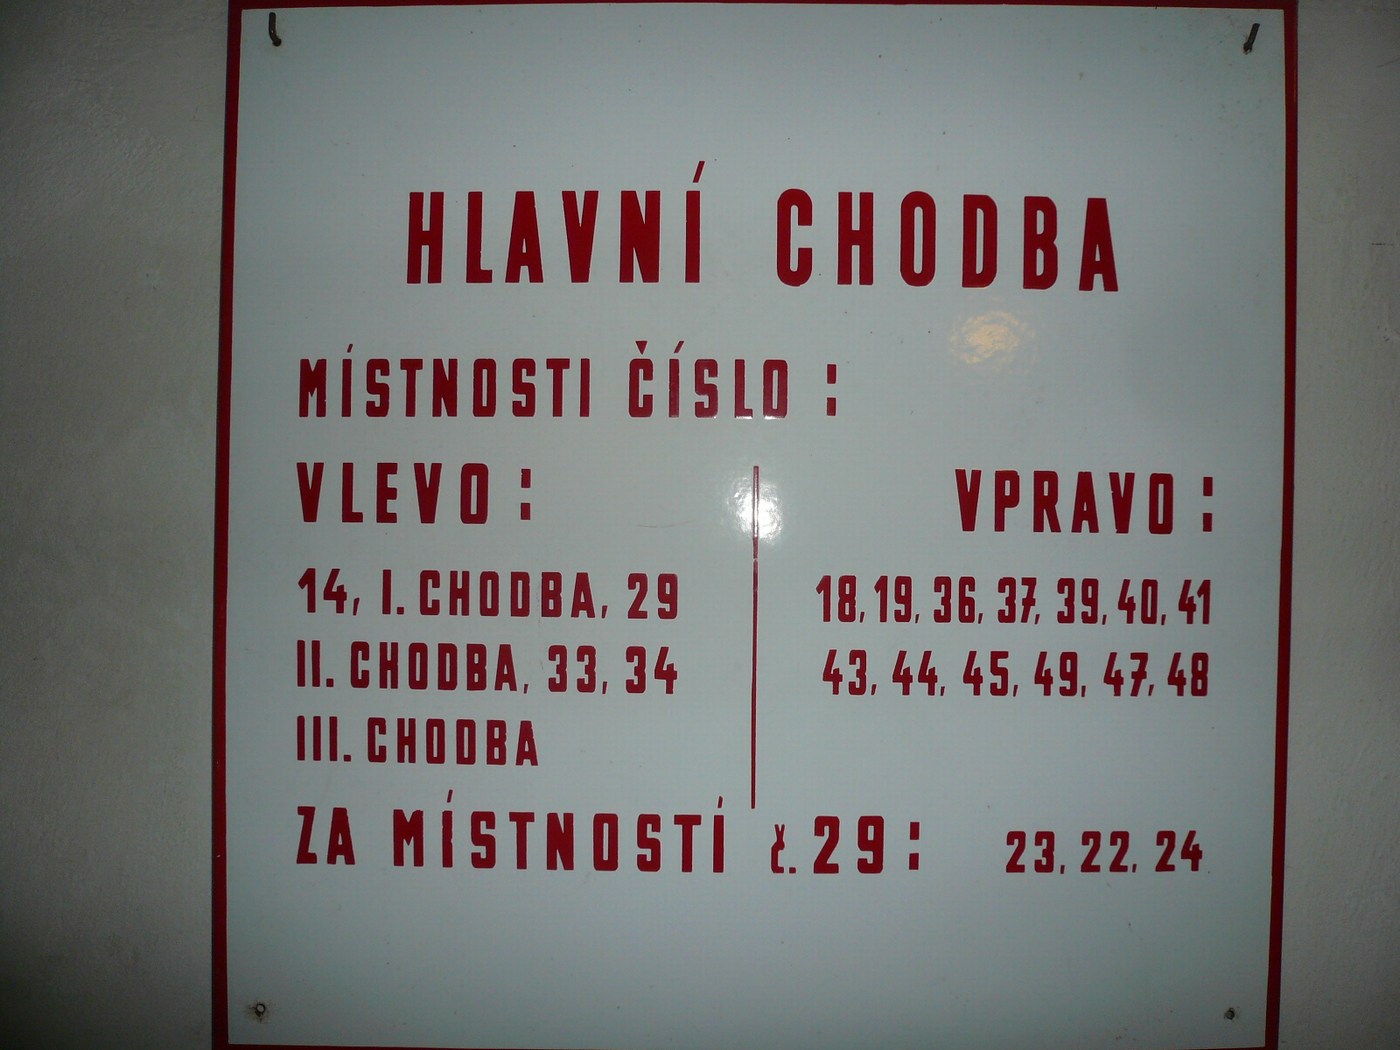 HLAVNÍ CHODBA
MÍSTNOSTI ČÍSLO :
VLEVO :
14, I. CHODBA, 29
II. CHODBA, 33, 34
III. CHODBA
VPRAVO :
18, 19, 36, 37, 39, 40, 41
43, 44, 45, 49, 47, 48
ZA MÍSTNOSTÍ č. 29 : 23, 22, 24